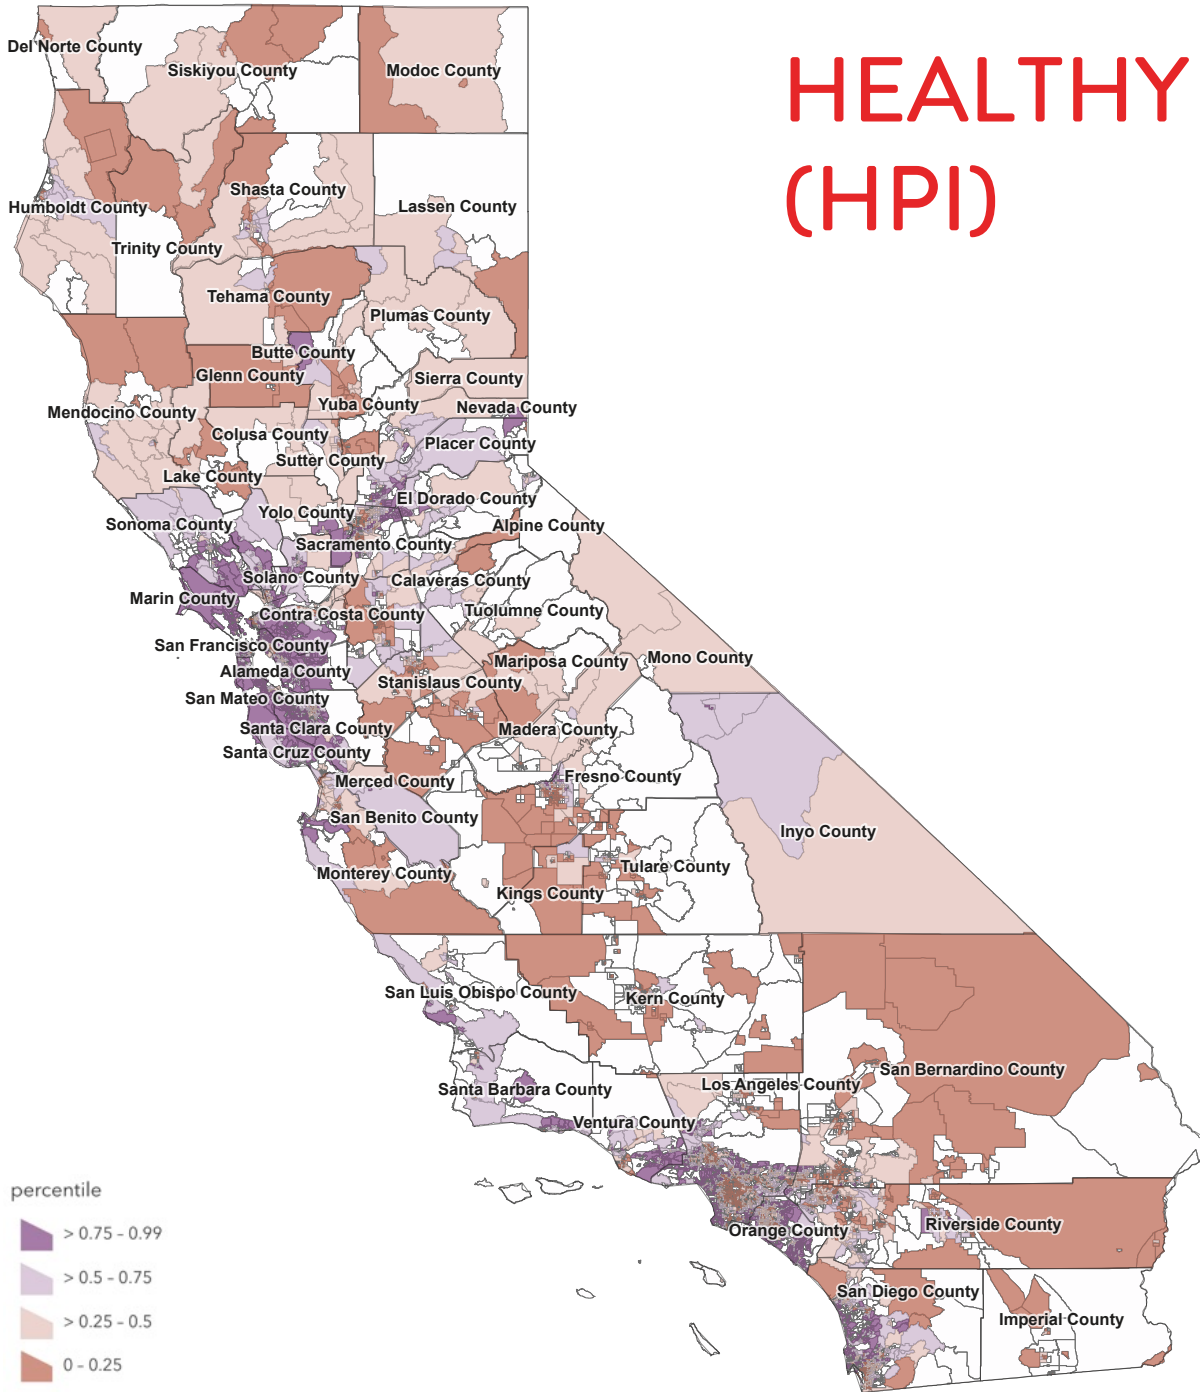 HEALTHY
(HPI)
Del Norte County
Siskiyou County
Modoc County
Shasta County
Humboldt County
Lassen County
Trinity County
Tehama County
Plumas County
Butte County
Glenn County
Sierra County
Yuba County
Nevada County
Mendocino County
Colusa County
Placer County
Sutter County
Lake County
El Dorado County
Yolo County
Sonoma County
Alpine County
Sacramento County
Solano County
Calaveras County
Marin County
Contra Costa County
Tuolumne County
San Francisco County
Mariposa County
Mono County
Alameda County
Stanislaus County
San Mateo County
Santa Clara County
Madera County
Santa Cruz County
Merced County
Fresno County
San Benito County
Inyo County
Monterey County
Tulare County
Kings County
San Luis Obispo County
Kern County
San Bernardino County
Los Angeles County
Santa Barbara County
Ventura County
Orange County
Riverside County
San Diego County
Imperial County
percentile
> 0.75 - 0.99
> 0.5 - 0.75
> 0.25 - 0.5
0 - 0.25